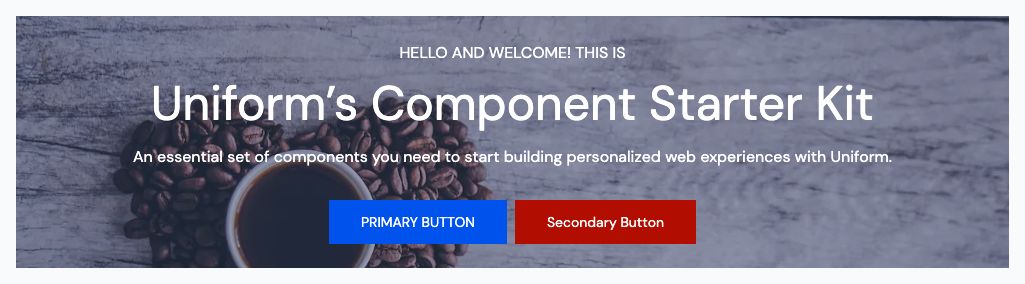 HELLO AND WELCOME! THIS IS
Uniform’s Component Starter Kit
An essential set of components you need to start building personalized web experiences with Uniform.
PRIMARY BUTTON
Secondary Button